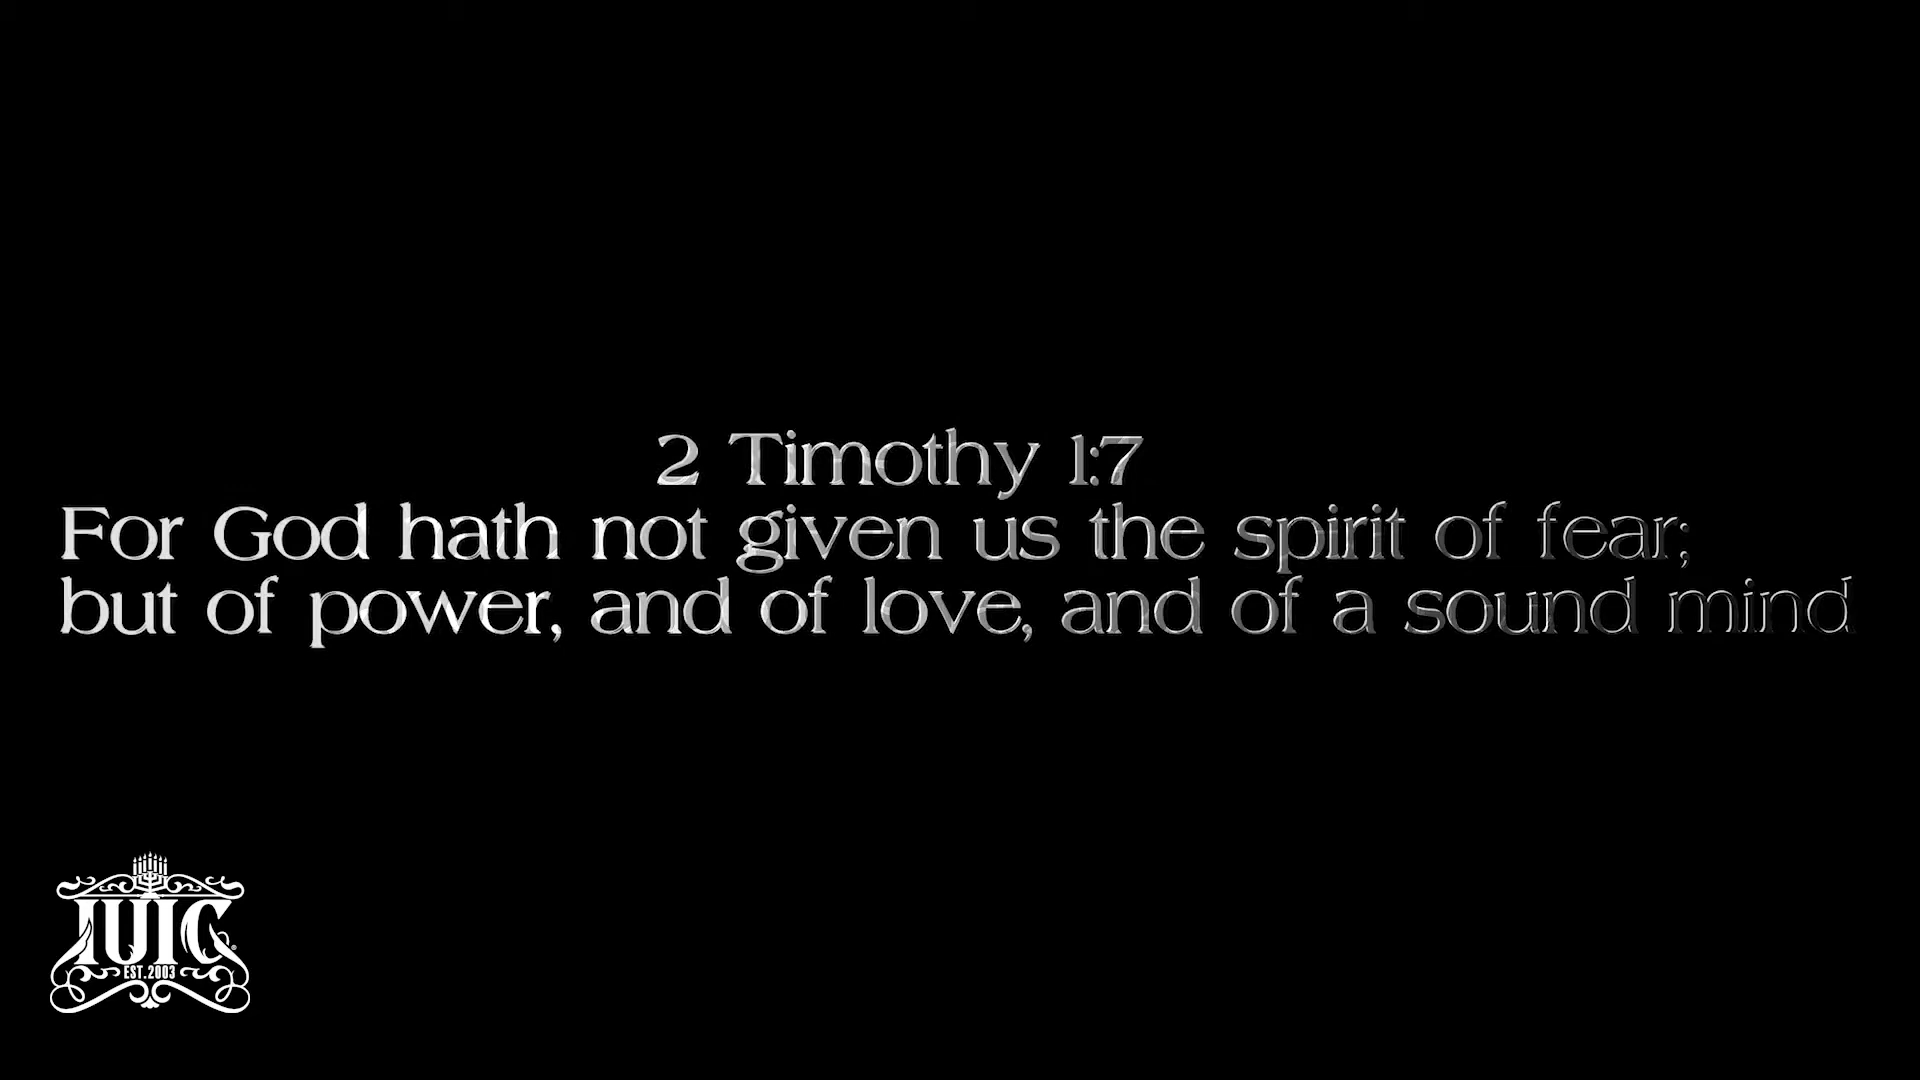 2 Timothy 1:7
For God hath not given us the spirit of fear;
but of power, and of love, and of a sound mind
IUIC
EST. 2003